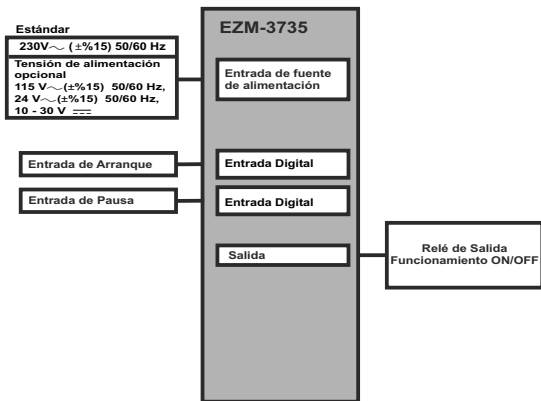 Estándar
230V～ (±%15) 50/60 Hz
Tensión de alimentación
opcional
115 V～(±%15) 50/60 Hz,
24 V～(±%15) 50/60 Hz,
10 - 30 V ⎓
EZM-3735
Entrada de fuente
de alimentación
Entrada de Arranque
Entrada Digital
Entrada de Pausa
Entrada Digital
Salida
Relé de Salida
Funcionamiento ON/OFF